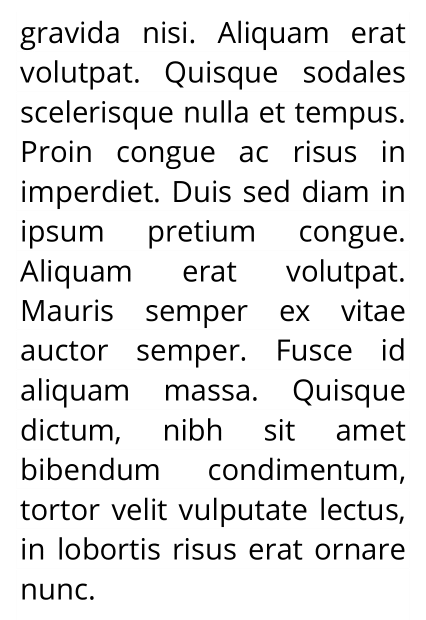 gravida nisi. Aliquam erat
volutpat. Quisque sodales
scelerisque nulla et tempus.
Proin congue ac risus in
imperdiet. Duis sed diam in
ipsum pretium congue.
Aliquam erat volutpat.
Mauris semper ex vitae
auctor semper. Fusce id
aliquam massa. Quisque
dictum, nibh sit amet
bibendum condimentum,
tortor velit vulputate lectus,
in lobortis risus erat ornare
nunc.